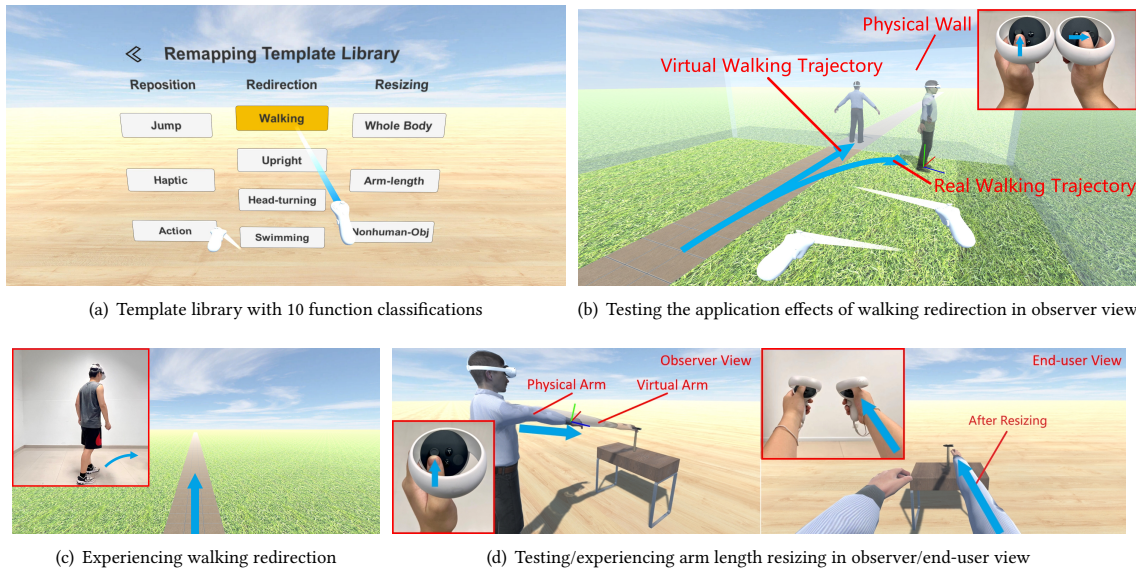 Remapping Template Library
Reposition Redirection Resizing
Jump Walking Whole Body
Upright
Haptic Arm-length
Head-turning
Action Swimming Nonhuman-Obj
(a) Template library with 10 function classifications
Physical Wall
Virtual Walking Trajectory
Real Walking Trajectory
(b) Testing the application effects of walking redirection in observer view
(c) Experiencing walking redirection
Observer View
Physical Arm Virtual Arm
End-user View
After Resizing
(d) Testing/experiencing arm length resizing in observer/end-user view